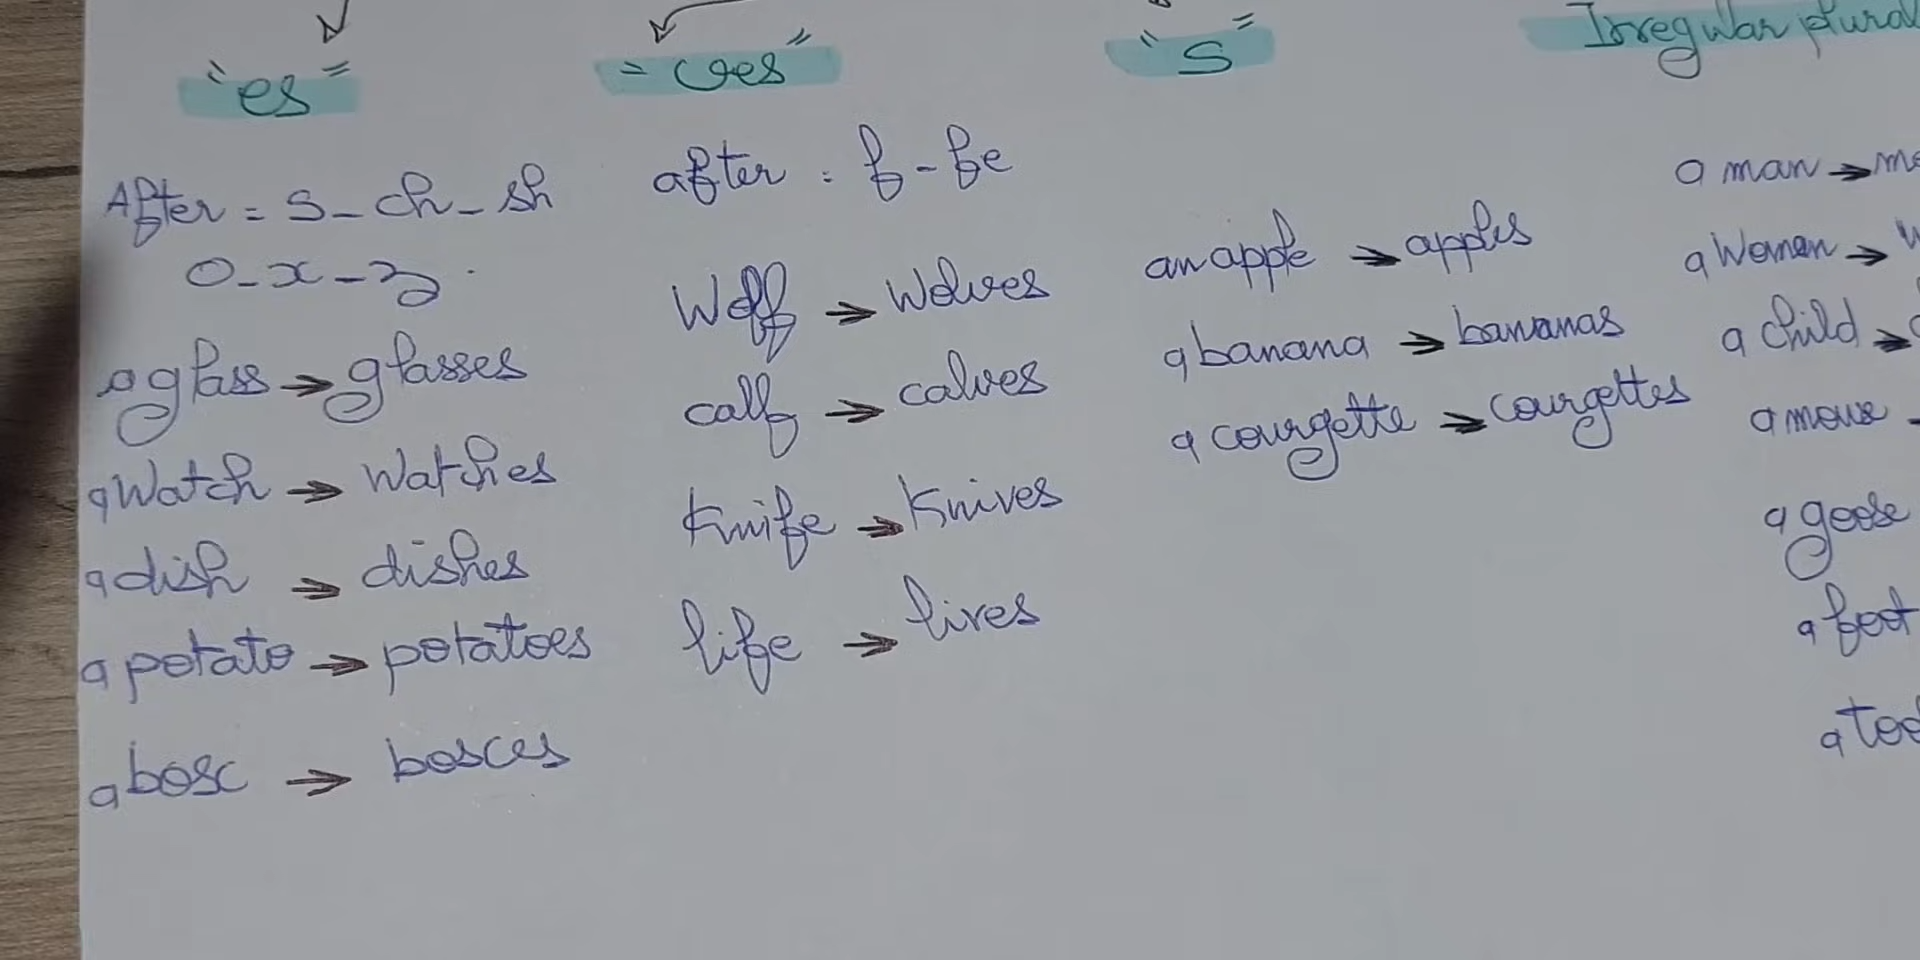 "es"
After = s - ch - sh
o - x - z
a glass → glasses
a watch → watches
a dish → dishes
a potato → potatoes
a box → boxes
"ves"
after : f - fe
Wolf → Wolves
calf → calves
Knife → Knives
life → lives
"s"
an apple → apples
a banana → bananas
a courgette → courgettes
Irregular plural
a man →
a Woman →
a child →
a mouse
a goose
a foot